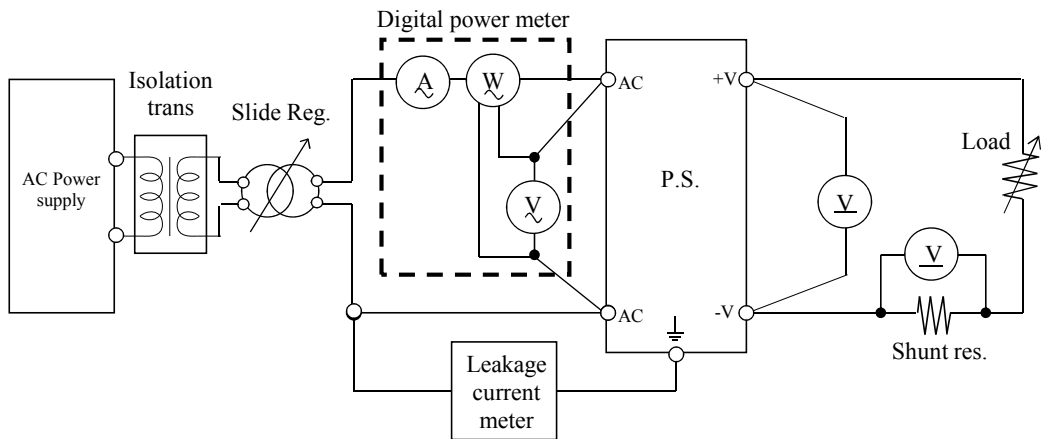 Digital power meter
Isolation
trans
Slide Reg.
AC Power
supply
A
W
V
AC
AC
P.S.
+V
-V
V
Load
V
Shunt res.
Leakage
current
meter